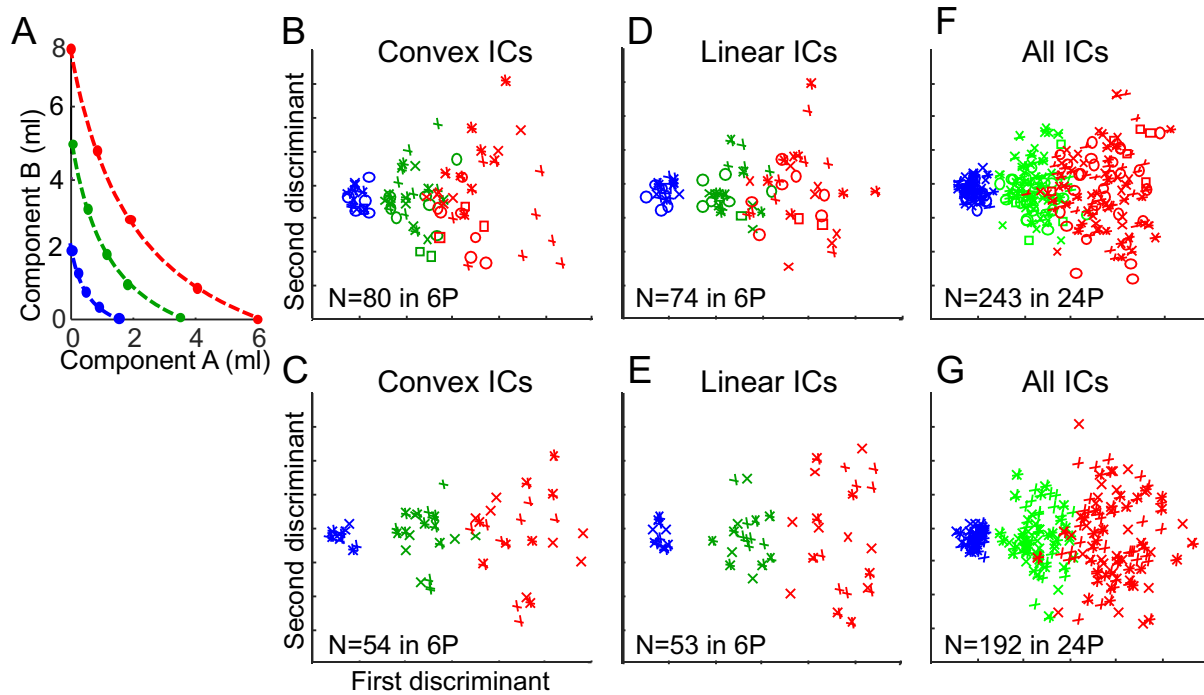 A
8
6
4
2
0
0
2
4
6
Component B (ml)
Component A (ml)
B
Convex ICs
Second discriminant
N=80 in 6P
D
Linear ICs
N=74 in 6P
F
All ICs
N=243 in 24P
C
Convex ICs
Second discriminant
N=54 in 6P
First discriminant
E
Linear ICs
N=53 in 6P
G
All ICs
N=192 in 24P